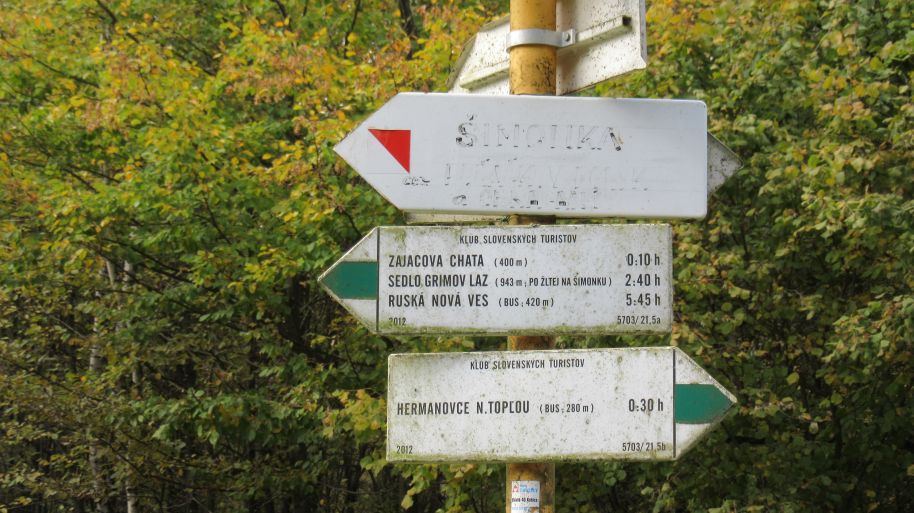 ŠIMONKA
KLUB SLOVENSKÝCH TURISTOV
ZAJACOVA CHATA (400 m) 0:10 h
SEDLO GRIMOV LAZ (943 m; PO ŽLTEJ NA ŠIMONKU) 2:40 h
RUSKÁ NOVÁ VES (BUS; 420 m) 5:45 h
2012 5703/21.5a
KLUB SLOVENSKÝCH TURISTOV
HERMANOVCE N.TOPĽOU (BUS; 280 m) 0:30 h
2012 5703/21.5b